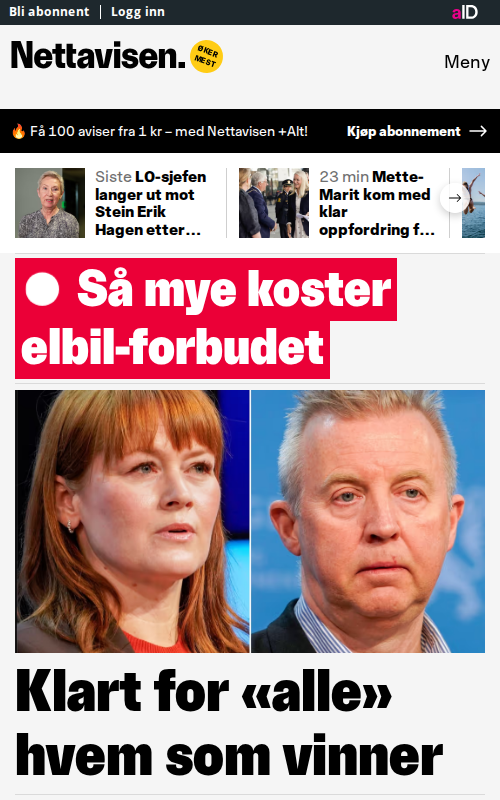 Bli abonnent
Logg inn
aID
Nettavisen.
ØKER
MEST
Meny
🔥 Få 100 aviser fra 1 kr – med Nettavisen +Alt!
Kjøp abonnement →
Siste LO-sjefen
langer ut mot
Stein Erik
Hagen etter...
23 min Mette-
Marit kom med
klar
oppfordring f...
Så mye koster
elbil-forbudet
Klart for «alle»
hvem som vinner